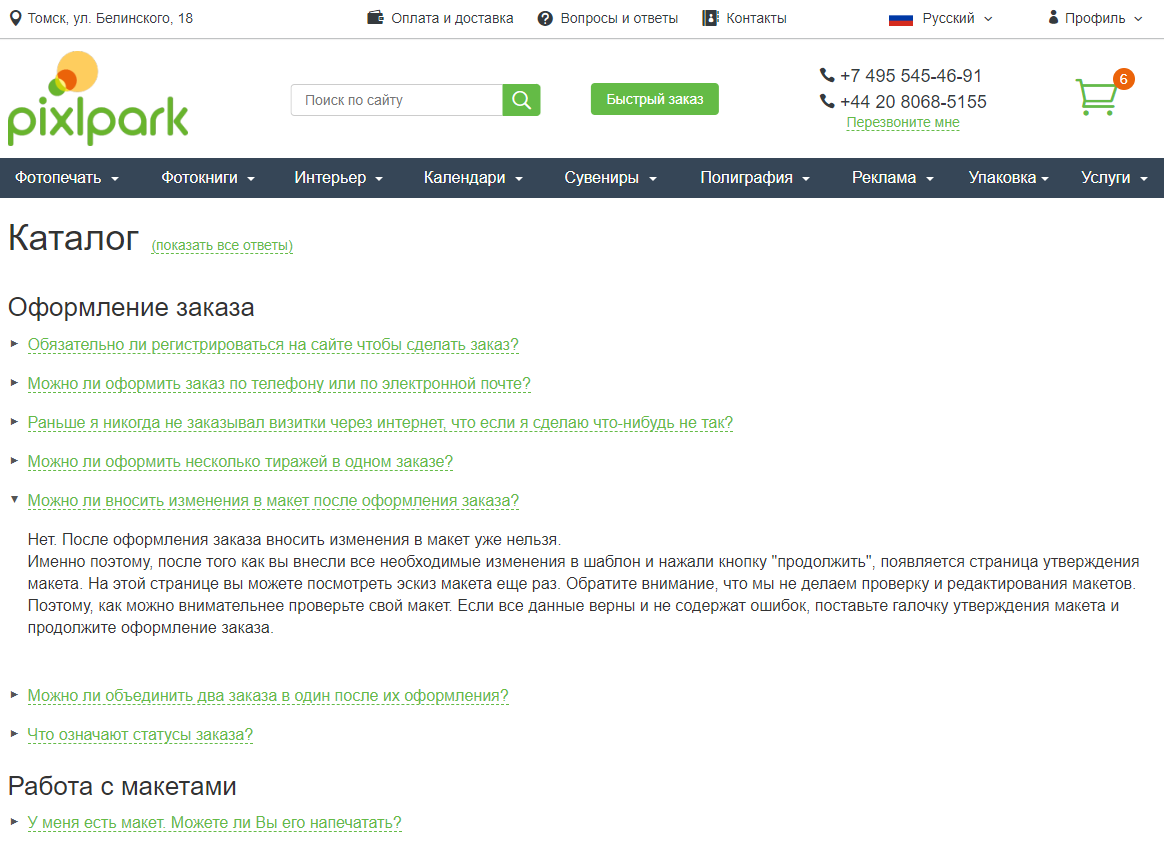 Томск, ул. Белинского, 18 Оплата и доставка Вопросы и ответы Контакты Русский Профиль
pixlpark
Поиск по сайту
Быстрый заказ
+7 495 545-46-91
+44 20 8068-5155
Перезвоните мне
6
Фотопечать Фотокниги Интерьер Календари Сувениры Полиграфия Реклама Упаковка Услуги
Каталог (показать все ответы)
Оформление заказа
Обязательно ли регистрироваться на сайте чтобы сделать заказ?
Можно ли оформить заказ по телефону или по электронной почте?
Раньше я никогда не заказывал визитки через интернет, что если я сделаю что-нибудь не так?
Можно ли оформить несколько тиражей в одном заказе?
Можно ли вносить изменения в макет после оформления заказа?
Нет. После оформления заказа вносить изменения в макет уже нельзя.
Именно поэтому, после того как вы внесли все необходимые изменения в шаблон и нажали кнопку "продолжить", появляется страница утверждения
макета. На этой странице вы можете посмотреть эскиз макета еще раз. Обратите внимание, что мы не делаем проверку и редактирования макетов.
Поэтому, как можно внимательнее проверьте свой макет. Если все данные верны и не содержат ошибок, поставьте галочку утверждения макета и
продолжите оформление заказа.
Можно ли объединить два заказа в один после их оформления?
Что означают статусы заказа?
Работа с макетами
У меня есть макет. Можете ли Вы его напечатать?